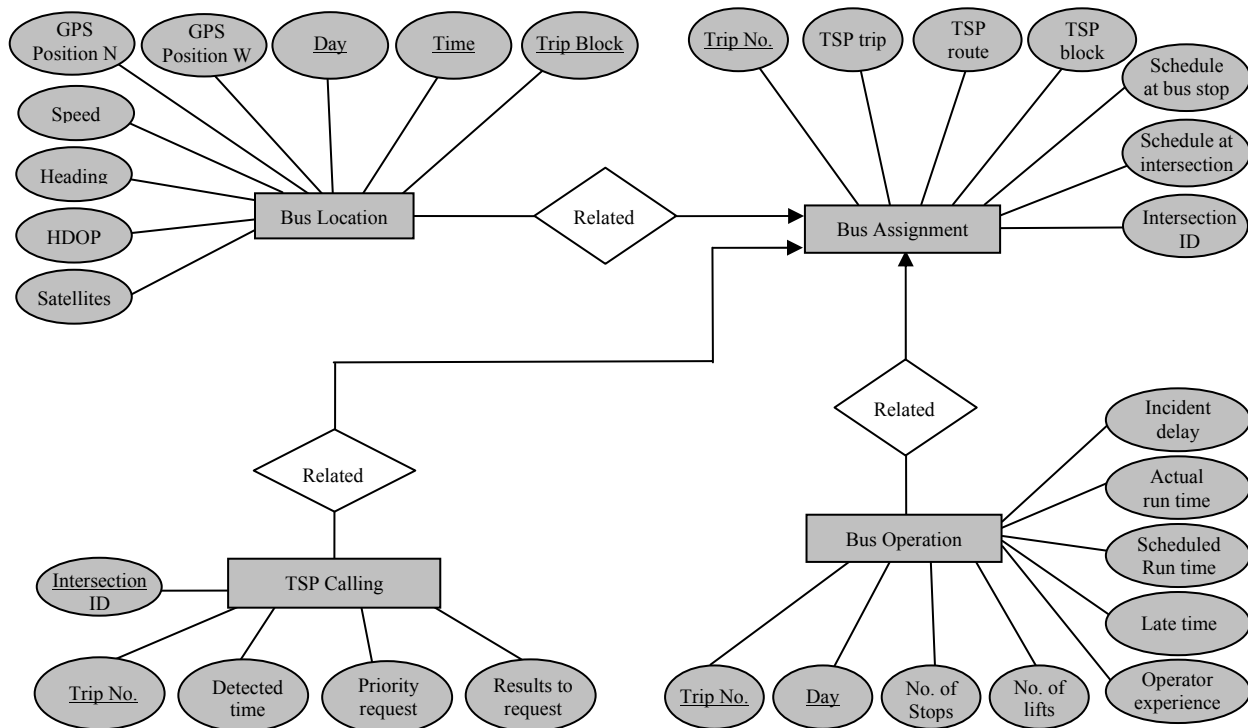 GPS
Position N
GPS
Position W
Day
Time
Trip Block
Speed
Heading
HDOP
Satellites
Bus Location
Related
Trip No.
TSP trip
TSP
route
TSP
block
Schedule
at bus stop
Schedule at
intersection
Intersection
ID
Bus Assignment
Related
Related
TSP Calling
Intersection
ID
Trip No.
Detected
time
Priority
request
Results to
request
Bus Operation
Incident
delay
Actual
run time
Scheduled
Run time
Late time
Operator
experience
Trip No.
Day
No. of
Stops
No. of
lifts